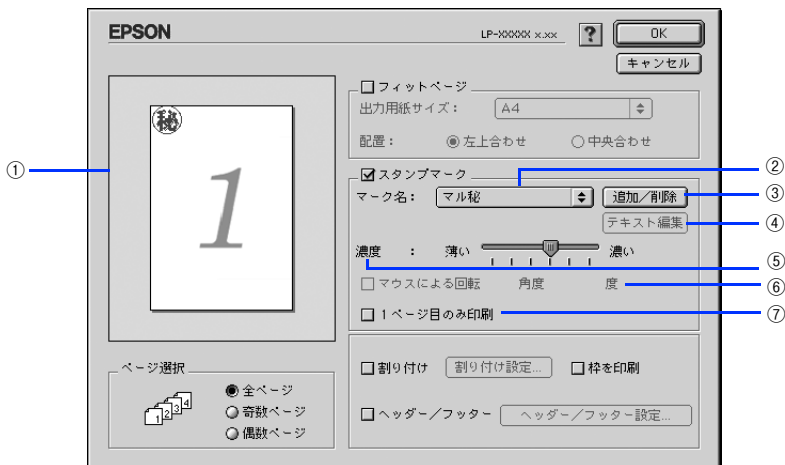 EPSON
LP-XXXXX x.xx
?
OK
キャンセル
秘
1
①
フィットページ
出力用紙サイズ：
A4
配置：
左上合わせ
中央合わせ
スタンプマーク
②
マーク名：
マル秘
追加／削除
③
テキスト編集
④
濃度　：
薄い
濃い
⑤
マウスによる回転
角度
度
⑥
1ページ目のみ印刷
⑦
ページ選択
1 2 3 4
全ページ
奇数ページ
偶数ページ
割り付け
割り付け設定...
枠を印刷
ヘッダー／フッター
ヘッダー／フッター設定...